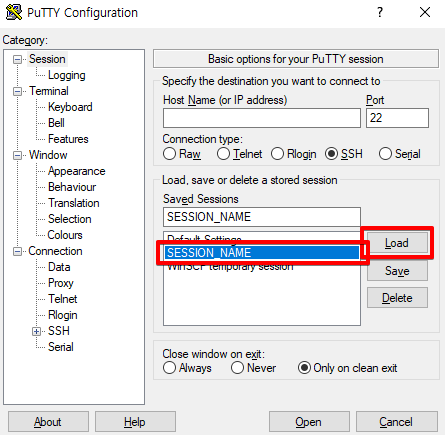 PuTTY Configuration
Category:
Session
Logging
Terminal
Keyboard
Bell
Features
Window
Appearance
Behaviour
Translation
Selection
Colours
Connection
Data
Proxy
Telnet
Rlogin
SSH
Serial
Basic options for your PuTTY session
Specify the destination you want to connect to
Host Name (or IP address) Port
22
Connection type:
Raw Telnet Rlogin SSH Serial
Load, save or delete a stored session
Saved Sessions
SESSION_NAME
Default Settings
SESSION_NAME
WinSCP temporary session
Load
Save
Delete
Close window on exit:
Always Never Only on clean exit
About Help Open Cancel